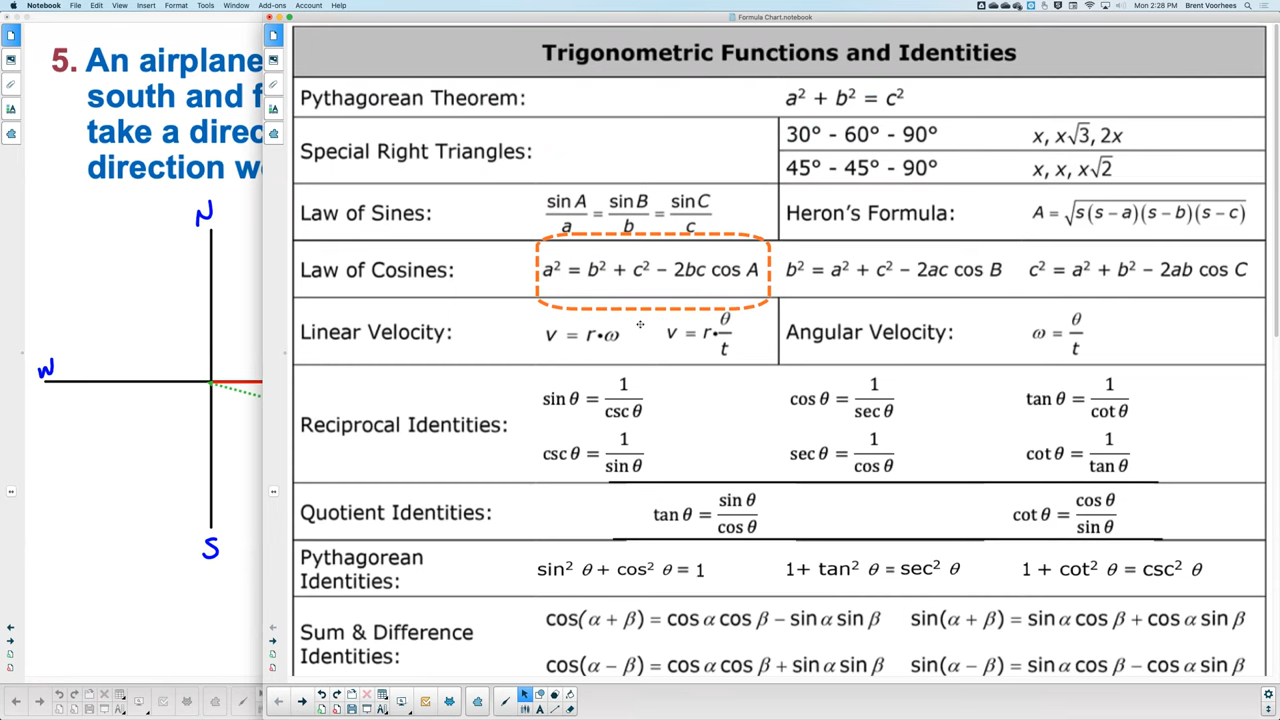 Notebook File Edit View Insert Format Tools Window Add-ons Account Help Mon 2:28 PM Brent Voorhees
Formula Chart.notebook
5. An airplane
south and f
take a direc
direction w
N
W
S
Trigonometric Functions and Identities
Pythagorean Theorem: a² + b² = c²
Special Right Triangles: 30° - 60° - 90° x, x√3, 2x
45° - 45° - 90° x, x, x√2
Law of Sines: sin A / a = sin B / b = sin C / c Heron's Formula: A = √s(s − a)(s − b)(s − c)
Law of Cosines: a² = b² + c² − 2bc cos A b² = a² + c² − 2ac cos B c² = a² + b² − 2ab cos C
Linear Velocity: v = r•ω v = r•θ/t Angular Velocity: ω = θ/t
Reciprocal Identities: sin θ = 1/csc θ cos θ = 1/sec θ tan θ = 1/cot θ
csc θ = 1/sin θ sec θ = 1/cos θ cot θ = 1/tan θ
Quotient Identities: tan θ = sin θ/cos θ cot θ = cos θ/sin θ
Pythagorean
Identities: sin² θ + cos² θ = 1 1+ tan² θ = sec² θ 1 + cot² θ = csc² θ
Sum & Difference
Identities: cos(α + β) = cos α cos β − sin α sin β sin(α + β) = sin α cos β + cos α sin β
cos(α − β) = cos α cos β + sin α sin β sin(α − β) = sin α cos β − cos α sin β